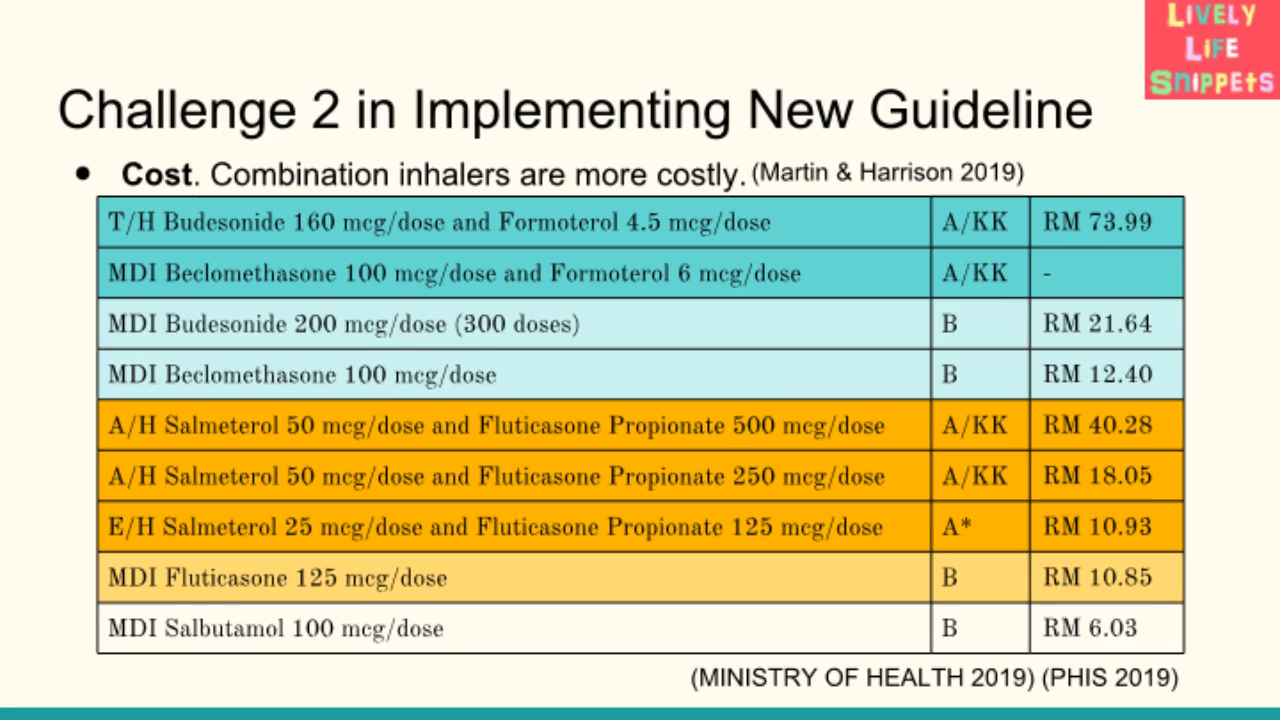 LIVELY
LIFE
SNIPPETS
Challenge 2 in Implementing New Guideline
● Cost. Combination inhalers are more costly. (Martin & Harrison 2019)
T/H Budesonide 160 mcg/dose and Formoterol 4.5 mcg/dose A/KK RM 73.99
MDI Beclomethasone 100 mcg/dose and Formoterol 6 mcg/dose A/KK -
MDI Budesonide 200 mcg/dose (300 doses) B RM 21.64
MDI Beclomethasone 100 mcg/dose B RM 12.40
A/H Salmeterol 50 mcg/dose and Fluticasone Propionate 500 mcg/dose A/KK RM 40.28
A/H Salmeterol 50 mcg/dose and Fluticasone Propionate 250 mcg/dose A/KK RM 18.05
E/H Salmeterol 25 mcg/dose and Fluticasone Propionate 125 mcg/dose A* RM 10.93
MDI Fluticasone 125 mcg/dose B RM 10.85
MDI Salbutamol 100 mcg/dose B RM 6.03
(MINISTRY OF HEALTH 2019) (PHIS 2019)